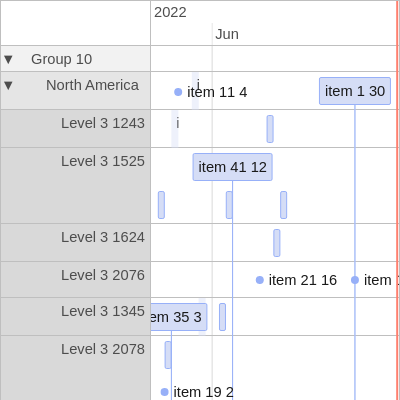 2022
Jun
▼ Group 10
▼ North America
i
item 11 4
item 1 30
Level 3 1243
i
Level 3 1525
item 41 12
Level 3 1624
Level 3 2076
item 21 16
item
Level 3 1345
em 35 3
Level 3 2078
item 19 2